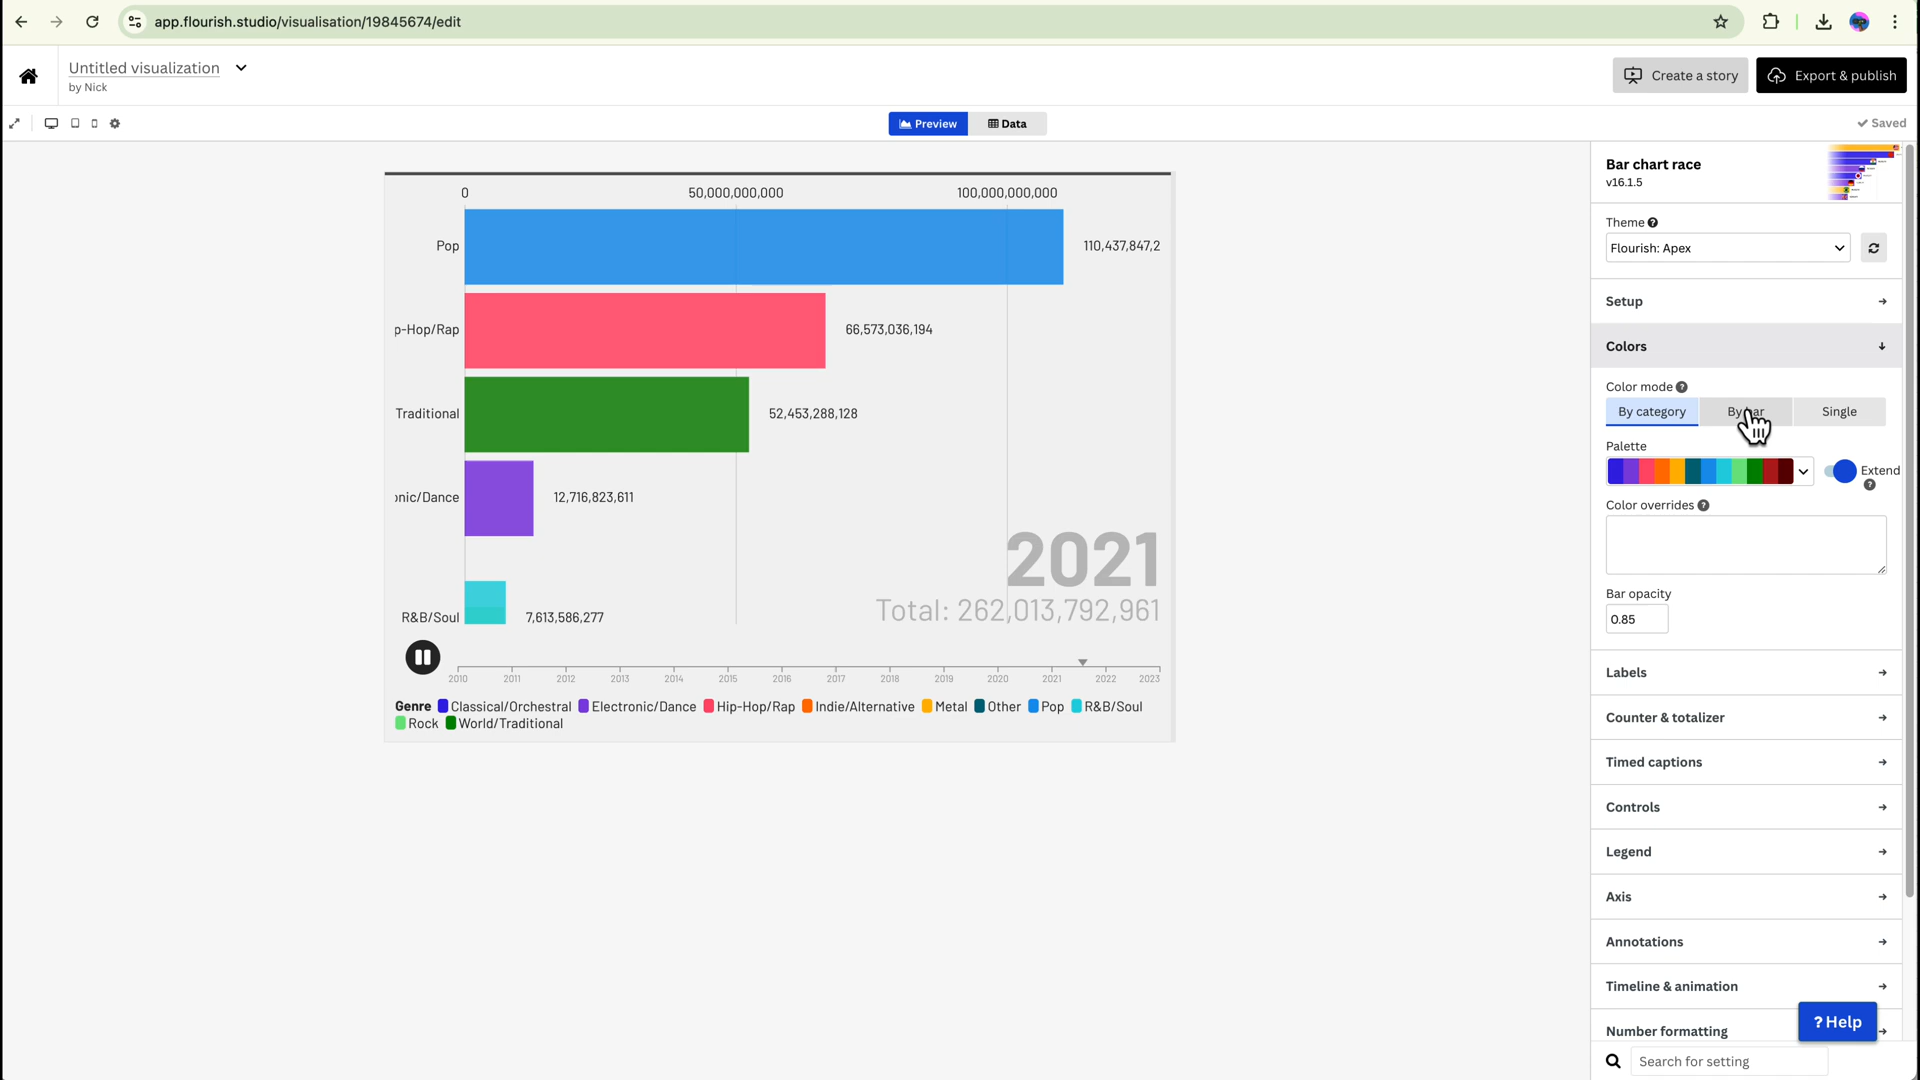 app.flourish.studio/visualisation/19845674/edit
Untitled visualization
by Nick
Create a story
Export & publish
Preview
Data
Saved
Bar chart race
v16.1.5
Theme
Flourish: Apex
Setup
Colors
Color mode
By category
By bar
Single
Palette
Extend
Color overrides
Bar opacity
0.85
Labels
Counter & totalizer
Timed captions
Controls
Legend
Axis
Annotations
Timeline & animation
Number formatting
? Help
Search for setting
0 50,000,000,000 100,000,000,000
Pop 110,437,847,2
p-Hop/Rap 66,573,036,194
Traditional 52,453,288,128
onic/Dance 12,716,823,611
R&B/Soul 7,613,586,277
2021
Total: 262,013,792,961
2010 2011 2012 2013 2014 2015 2016 2017 2018 2019 2020 2021 2022 2023
Genre Classical/Orchestral Electronic/Dance Hip-Hop/Rap Indie/Alternative Metal Other Pop R&B/Soul
Rock World/Traditional